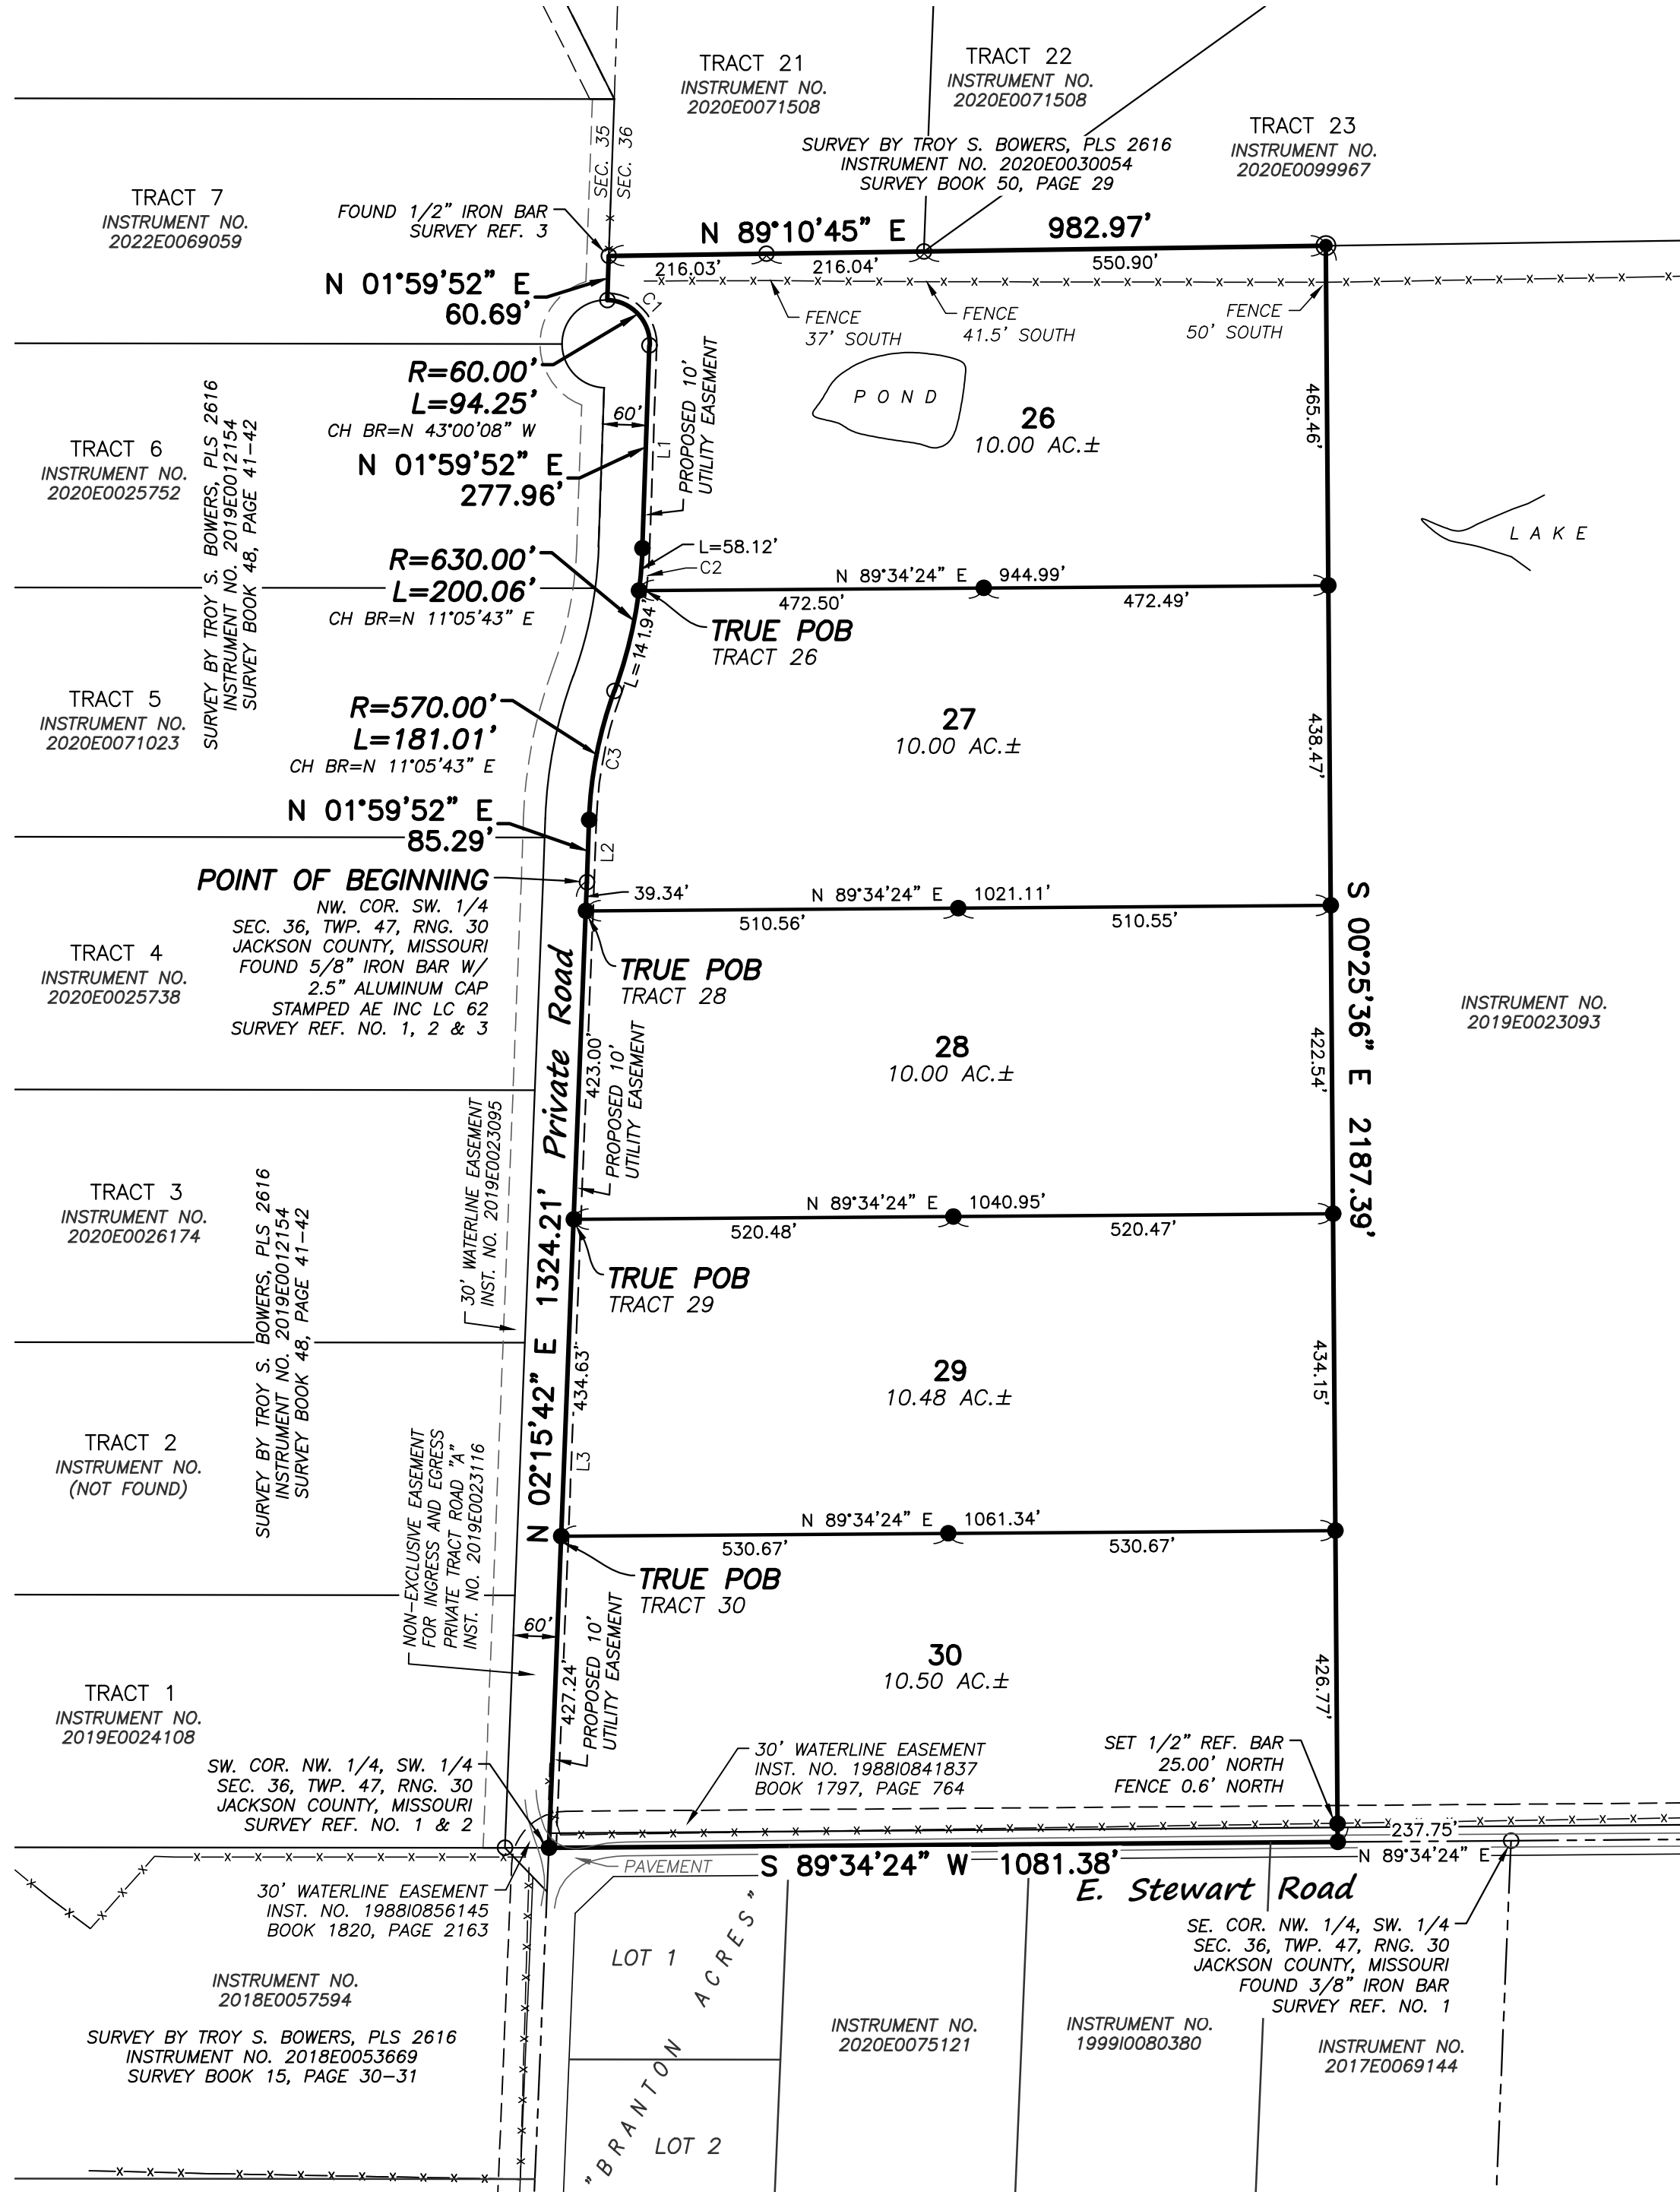 TRACT 21
INSTRUMENT NO.
2020E0071508
TRACT 22
INSTRUMENT NO.
2020E0071508
TRACT 23
INSTRUMENT NO.
2020E0099967
SURVEY BY TROY S. BOWERS, PLS 2616
INSTRUMENT NO. 2020E0030054
SURVEY BOOK 50, PAGE 29
SEC. 35
SEC. 36
TRACT 7
INSTRUMENT NO.
2022E0069059
FOUND 1/2” IRON BAR
SURVEY REF. 3
N 89°10’45” E
982.97’
216.03’
216.04’
550.90’
N 01°59’52” E
60.69’
C1
FENCE
37’ SOUTH
FENCE
41.5’ SOUTH
FENCE
50’ SOUTH
R=60.00’
L=94.25’
CH BR=N 43°00’08” W
60’
N 01°59’52” E
277.96’
L1
PROPOSED 10’
UTILITY EASEMENT
POND
26
10.00 AC.±
465.46’
LAKE
TRACT 6
INSTRUMENT NO.
2020E0025752
SURVEY BY TROY S. BOWERS, PLS 2616
INSTRUMENT NO. 2019E0012154
SURVEY BOOK 48, PAGE 41-42
R=630.00’
L=200.06’
CH BR=N 11°05’43” E
L=58.12’
C2
N 89°34’24” E
944.99’
472.50’
472.49’
TRUE POB
TRACT 26
L=141.94’
TRACT 5
INSTRUMENT NO.
2020E0071023
R=570.00’
L=181.01’
CH BR=N 11°05’43” E
C3
27
10.00 AC.±
438.47’
N 01°59’52” E
85.29’
L2
POINT OF BEGINNING
NW. COR. SW. 1/4
SEC. 36, TWP. 47, RNG. 30
JACKSON COUNTY, MISSOURI
FOUND 5/8” IRON BAR W/
2.5” ALUMINUM CAP
STAMPED AE INC LC 62
SURVEY REF. NO. 1, 2 & 3
39.34’
N 89°34’24” E
1021.11’
510.56’
510.55’
TRUE POB
TRACT 28
S 00°25’36” E 2187.39’
TRACT 4
INSTRUMENT NO.
2020E0025738
INSTRUMENT NO.
2019E0023093
N 02°15’42” E 1324.21’ Private Road
423.00’
PROPOSED 10’
UTILITY EASEMENT
28
10.00 AC.±
422.54’
30’ WATERLINE EASEMENT
INST. NO. 2019E0023095
TRACT 3
INSTRUMENT NO.
2020E0026174
SURVEY BY TROY S. BOWERS, PLS 2616
INSTRUMENT NO. 2019E0012154
SURVEY BOOK 48, PAGE 41-42
N 89°34’24” E
1040.95’
520.48’
520.47’
TRUE POB
TRACT 29
434.63’
29
10.48 AC.±
434.15’
L3
TRACT 2
INSTRUMENT NO.
(NOT FOUND)
NON-EXCLUSIVE EASEMENT
FOR INGRESS AND EGRESS
PRIVATE TRACT ROAD "A"
INST. NO. 2019E0023116
N 89°34’24” E
1061.34’
530.67’
530.67’
TRUE POB
TRACT 30
60’
427.24’
PROPOSED 10’
UTILITY EASEMENT
30
10.50 AC.±
426.77’
TRACT 1
INSTRUMENT NO.
2019E0024108
SW. COR. NW. 1/4, SW. 1/4
SEC. 36, TWP. 47, RNG. 30
JACKSON COUNTY, MISSOURI
SURVEY REF. NO. 1 & 2
30’ WATERLINE EASEMENT
INST. NO. 1988I0841837
BOOK 1797, PAGE 764
SET 1/2” REF. BAR
25.00’ NORTH
FENCE 0.6’ NORTH
237.75’
N 89°34’24” E
PAVEMENT
S 89°34’24” W 1081.38’
E. Stewart Road
30’ WATERLINE EASEMENT
INST. NO. 1988I0856145
BOOK 1820, PAGE 2163
SE. COR. NW. 1/4, SW. 1/4
SEC. 36, TWP. 47, RNG. 30
JACKSON COUNTY, MISSOURI
FOUND 3/8” IRON BAR
SURVEY REF. NO. 1
INSTRUMENT NO.
2018E0057594
SURVEY BY TROY S. BOWERS, PLS 2616
INSTRUMENT NO. 2018E0053669
SURVEY BOOK 15, PAGE 30-31
LOT 1
"BRANTON ACRES"
LOT 2
INSTRUMENT NO.
2020E0075121
INSTRUMENT NO.
1999I0080380
INSTRUMENT NO.
2017E0069144